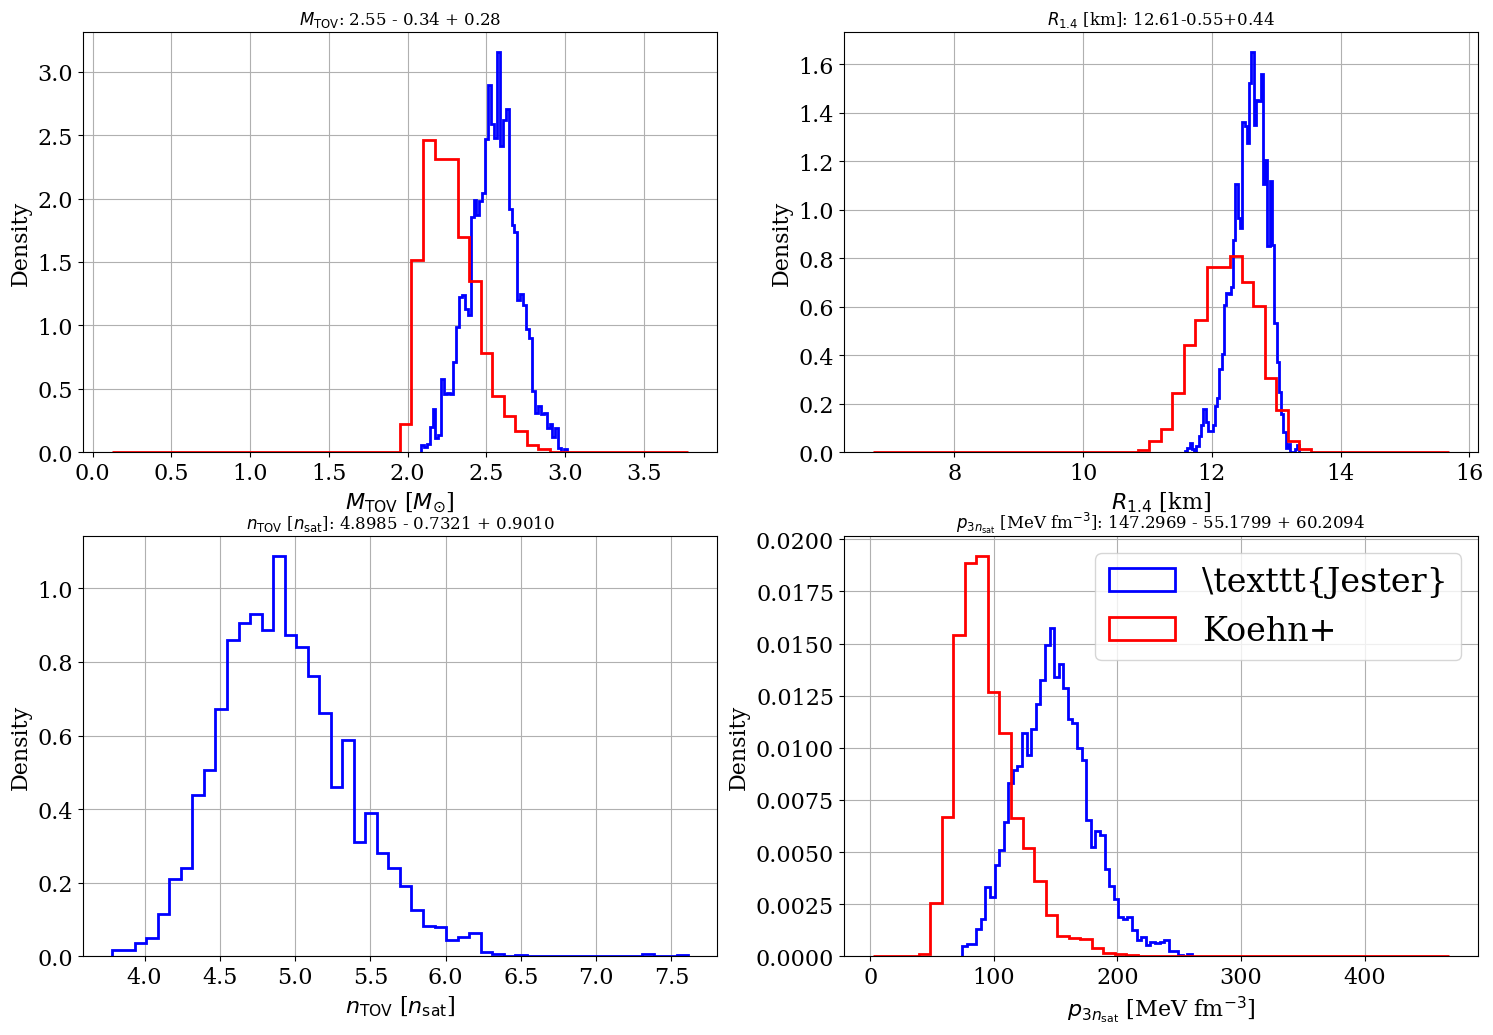 M_TOV: 2.55 - 0.34 + 0.28
Density
3.0
2.5
2.0
1.5
1.0
0.5
0.0
0.0 0.5 1.0 1.5 2.0 2.5 3.0 3.5
M_TOV [M_⊙]
R_1.4 [km]: 12.61-0.55+0.44
Density
1.6
1.4
1.2
1.0
0.8
0.6
0.4
0.2
0.0
8 10 12 14 16
R_1.4 [km]
n_TOV [n_sat]: 4.8985 - 0.7321 + 0.9010
Density
1.0
0.8
0.6
0.4
0.2
0.0
4.0 4.5 5.0 5.5 6.0 6.5 7.0 7.5
n_TOV [n_sat]
p_3n_sat [MeV fm⁻³]: 147.2969 - 55.1799 + 60.2094
Density
0.0200
0.0175
0.0150
0.0125
0.0100
0.0075
0.0050
0.0025
0.0000
\texttt{Jester}
Koehn+
0 100 200 300 400
p_3n_sat [MeV fm⁻³]